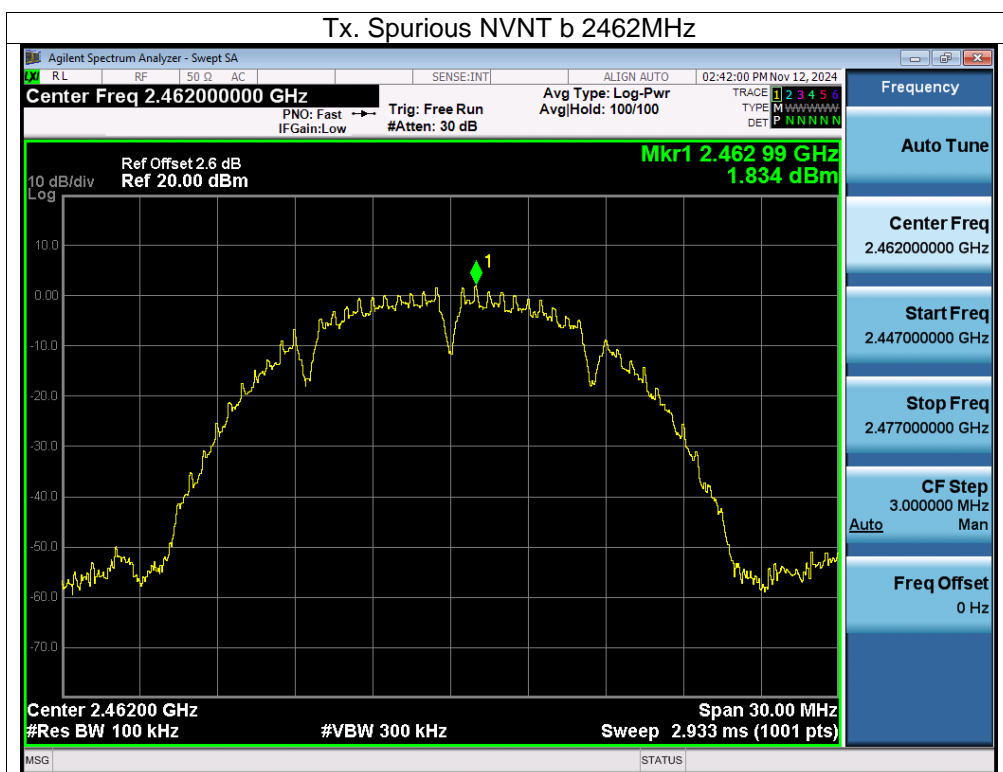 Tx. Spurious NVNT b 2462MHz
Agilent Spectrum Analyzer - Swept SA
LXI RL RF 50 Ω AC SENSE:INT ALIGN AUTO 02:42:00 PM Nov 12, 2024
Center Freq 2.462000000 GHz
PNO: Fast
IFGain:Low
Trig: Free Run
#Atten: 30 dB
Avg Type: Log-Pwr
Avg|Hold: 100/100
TRACE 1 2 3 4 5 6
TYPE M WWWWW
DET P N N N N N
Ref Offset 2.6 dB
10 dB/div Ref 20.00 dBm
Log
Mkr1 2.462 99 GHz
1.834 dBm
1
10.0
0.00
-10.0
-20.0
-30.0
-40.0
-50.0
-60.0
-70.0
Center 2.46200 GHz Span 30.00 MHz
#Res BW 100 kHz #VBW 300 kHz Sweep 2.933 ms (1001 pts)
MSG STATUS
Frequency
Auto Tune
Center Freq
2.462000000 GHz
Start Freq
2.447000000 GHz
Stop Freq
2.477000000 GHz
CF Step
3.000000 MHz
Auto Man
Freq Offset
0 Hz